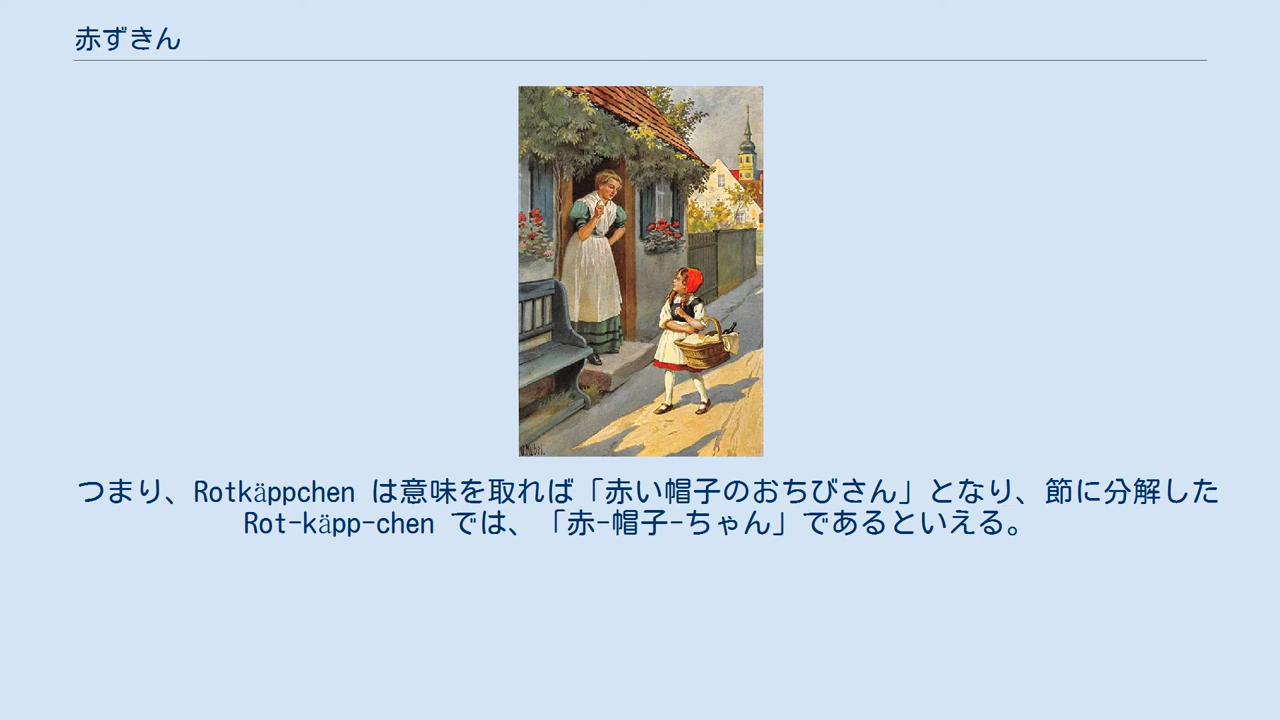 赤ずきん
つまり、Rotkäppchen は意味を取れば「赤い帽子のおちびさん」となり、節に分解した
Rot-käpp-chen では、「赤-帽子-ちゃん」であるといえる。